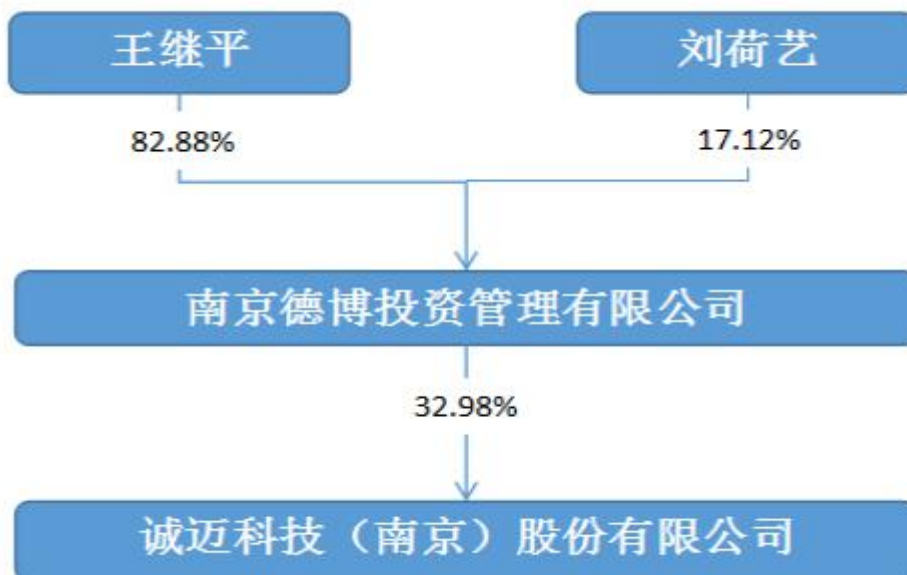 王继平
刘荷艺
82.88%
17.12%
南京德博投资管理有限公司
32.98%
诚迈科技（南京）股份有限公司